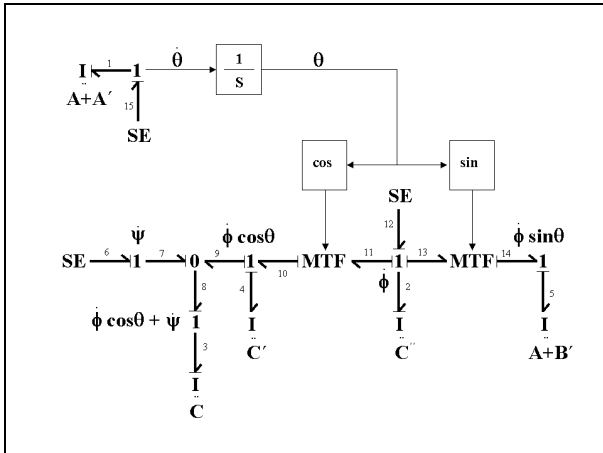 I 1 1 θ̇ 1/S θ
A+A´ 15
SE
cos sin
SE
ψ̇ φ̇ cosθ 12 φ̇ sinθ
SE 6 1 7 0 9 1 10 MTF 11 1 13 MTF 14 1
8 4 φ̇ 2 5
φ̇ cosθ + ψ̇ 1 I I I
3 C´ C´´ A+B´
I
C